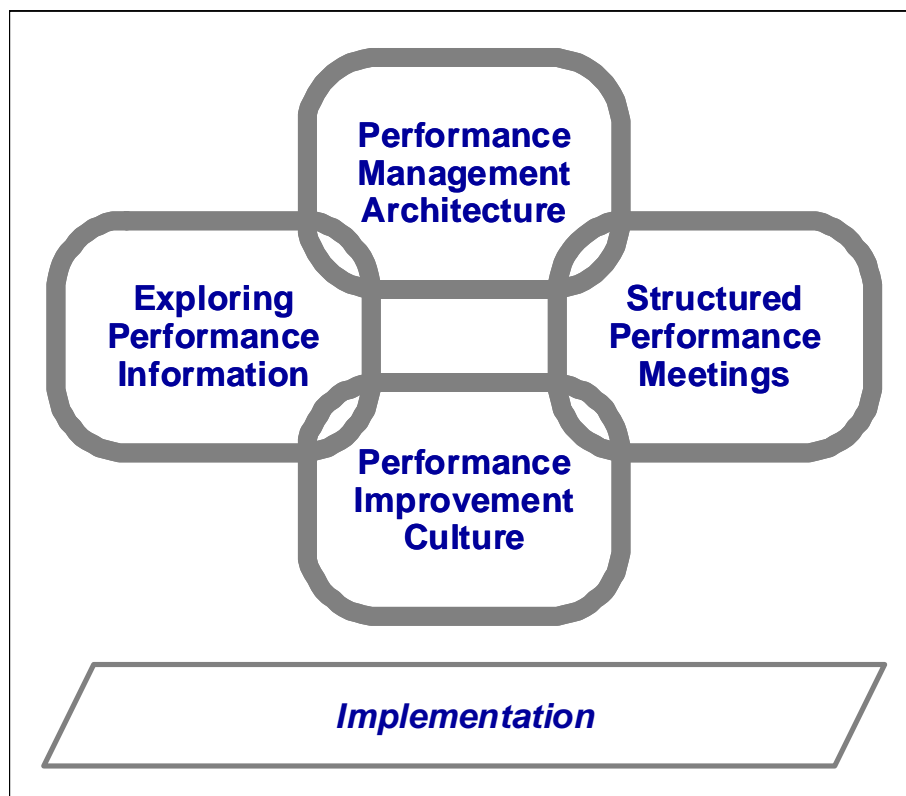 Performance
Management
Architecture
Exploring
Performance
Information
Structured
Performance
Meetings
Performance
Improvement
Culture
Implementation